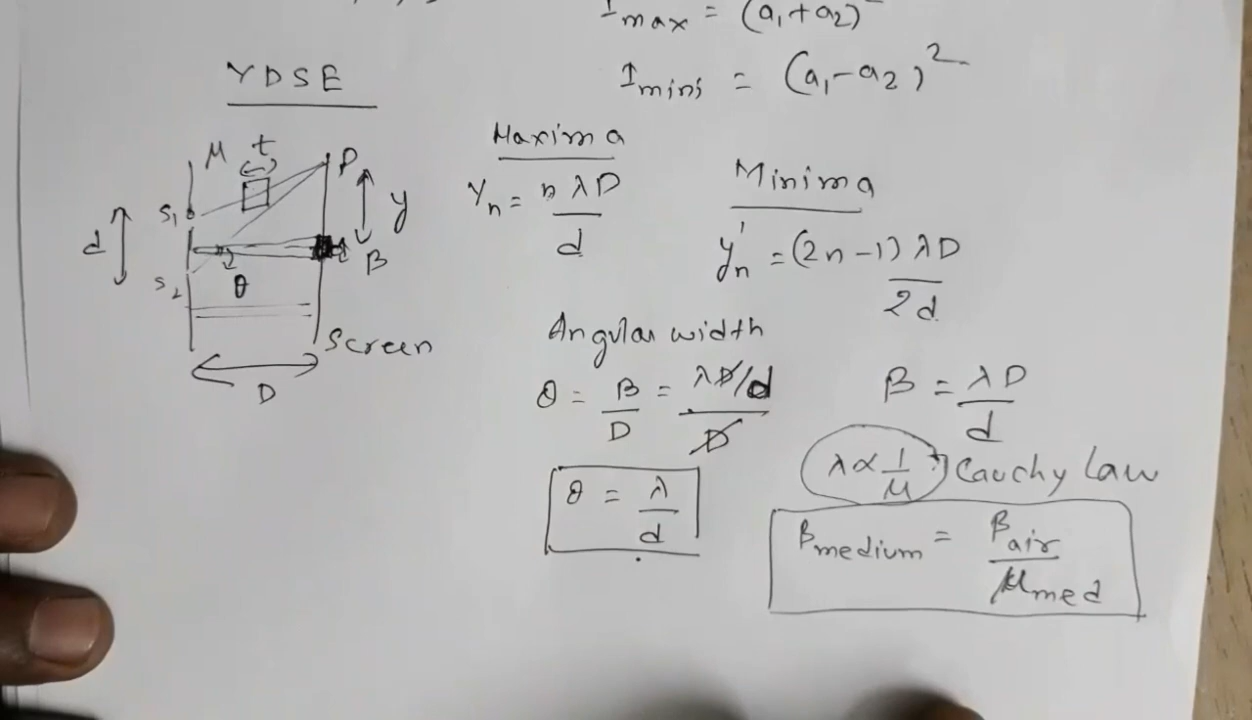 Imax = (a1+a2)2
Imini = (a1-a2)2
YDSE
Maxima
Yn = nλD/d
Minima
y'n = (2n-1)λD/2d
μ t P
S1 d y
θ β
S2
Screen
D
Angular width
θ = β/D = λD/d/D
β = λD/d
λ∝1/μ → Cauchy Law
θ = λ/d
βmedium = βair/μmed